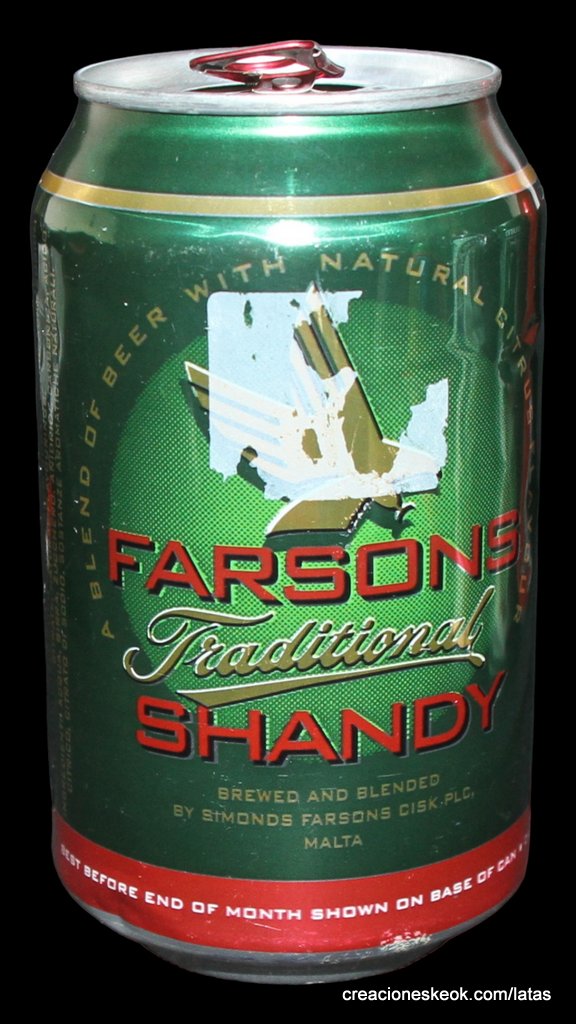 A BLEND OF BEER WITH NATURAL CITRUS FLAVOUR
FARSONS
Traditional
SHANDY
BREWED AND BLENDED
BY SIMONDS FARSONS CISK PLC,
MALTA
BEST BEFORE END OF MONTH SHOWN ON BASE OF CAN •
creacioneskeok.com/latas